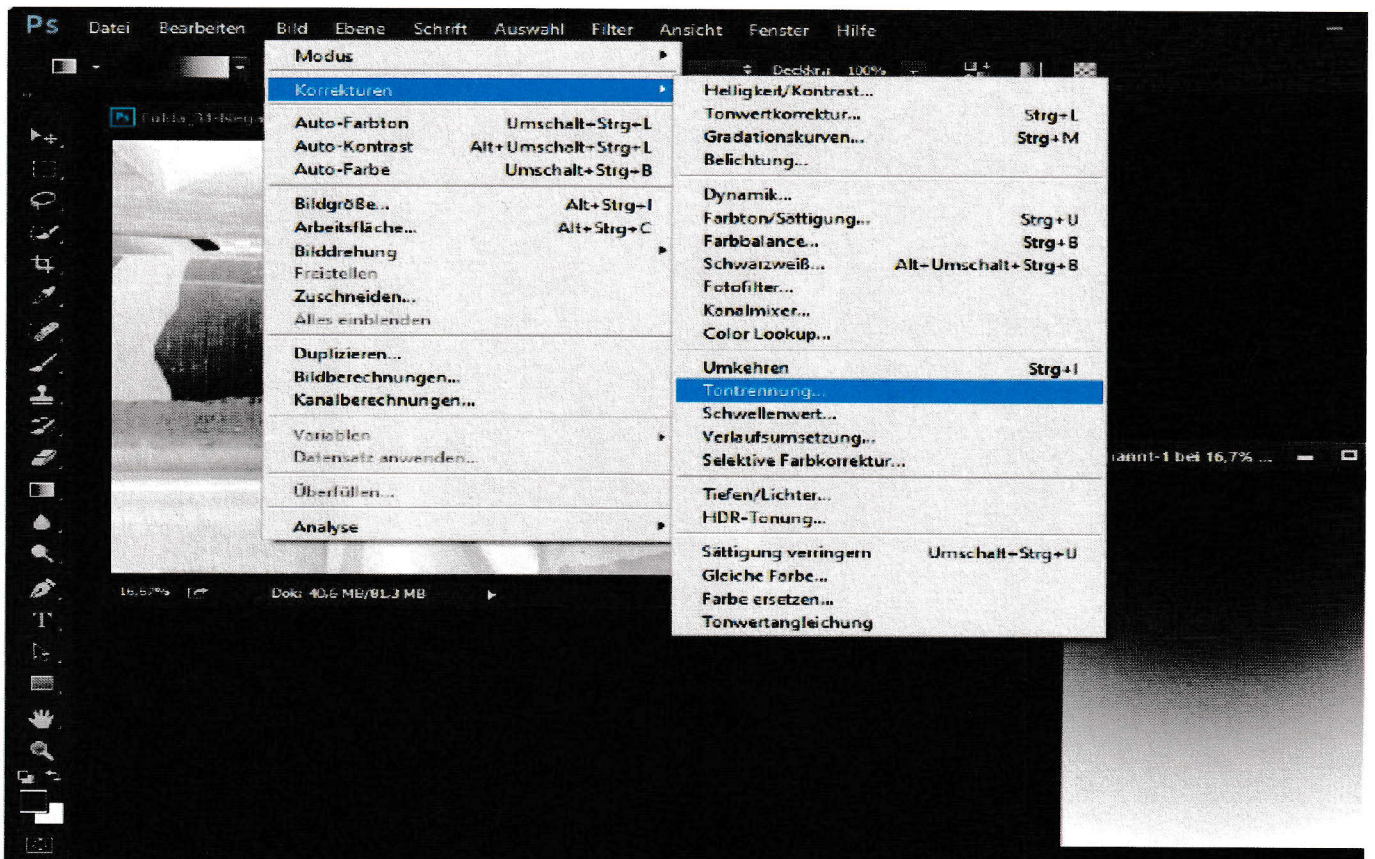 Ps Datei Bearbeiten Bild Ebene Schrift Auswahl Filter Ansicht Fenster Hilfe
Modus
Korrekturen
Auto-Farbton Umschalt+Strg+L
Auto-Kontrast Alt+Umschalt+Strg+L
Auto-Farbe Umschalt+Strg+B
Bildgröße... Alt+Strg+I
Arbeitsfläche... Alt+Strg+C
Bilddrehung
Freistellen
Zuschneiden...
Alles einblenden
Duplizieren...
Bildberechnungen...
Kanalberechnungen...
Variablen
Datensatz anwenden...
Überfüllen...
Analyse
Deckkr.: 100%
Helligkeit/Kontrast...
Tonwertkorrektur... Strg+L
Gradationskurven... Strg+M
Belichtung...
Dynamik...
Farbton/Sättigung... Strg+U
Farbbalance... Strg+B
Schwarzweiß... Alt+Umschalt+Strg+B
Fotofilter...
Kanalmixer...
Color Lookup...
Umkehren Strg+I
Tontrennung...
Schwellenwert...
Verlaufsumsetzung...
Selektive Farbkorrektur...
Tiefen/Lichter...
HDR-Tonung...
Sättigung verringern Umschalt+Strg+U
Gleiche Farbe...
Farbe ersetzen...
Tonwertangleichung
Ps
annt-1 bei 16,7% ...
16,67% Dok: 40,6 MB/81,3 MB
T